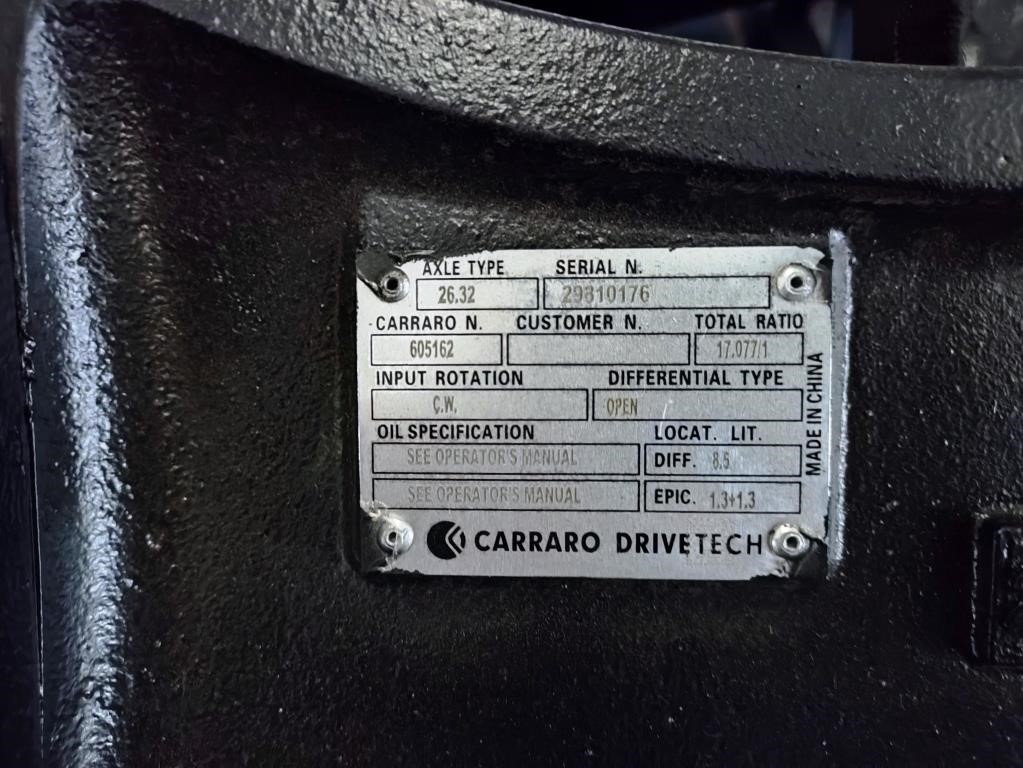 AXLE TYPE SERIAL N.
26.32 29810176
CARRARO N. CUSTOMER N. TOTAL RATIO
605162 17.077/1
INPUT ROTATION DIFFERENTIAL TYPE
C.W. OPEN
OIL SPECIFICATION LOCAT. LIT.
SEE OPERATOR'S MANUAL DIFF. 8.5
SEE OPERATOR'S MANUAL EPIC. 1.3+1.3
CARRARO DRIVETECH
MADE IN CHINA